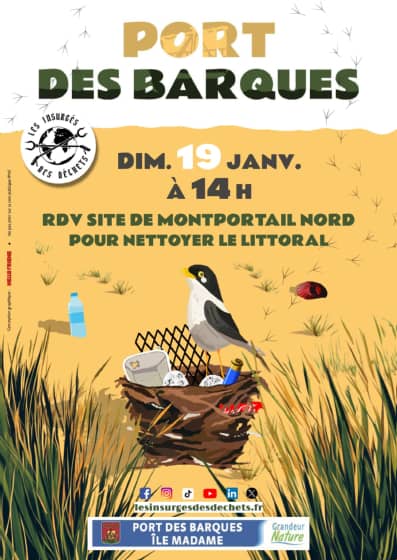 PORT
DES BARQUES
LES INSURGÉS
DES DÉCHETS
DIM. 19 JANV.
À 14 H
RDV SITE DE MONTPORTAIL NORD
POUR NETTOYER LE LITTORAL
lesinsurgesdesdechets.fr
PORT DES BARQUES
ÎLE MADAME
Grandeur
Nature